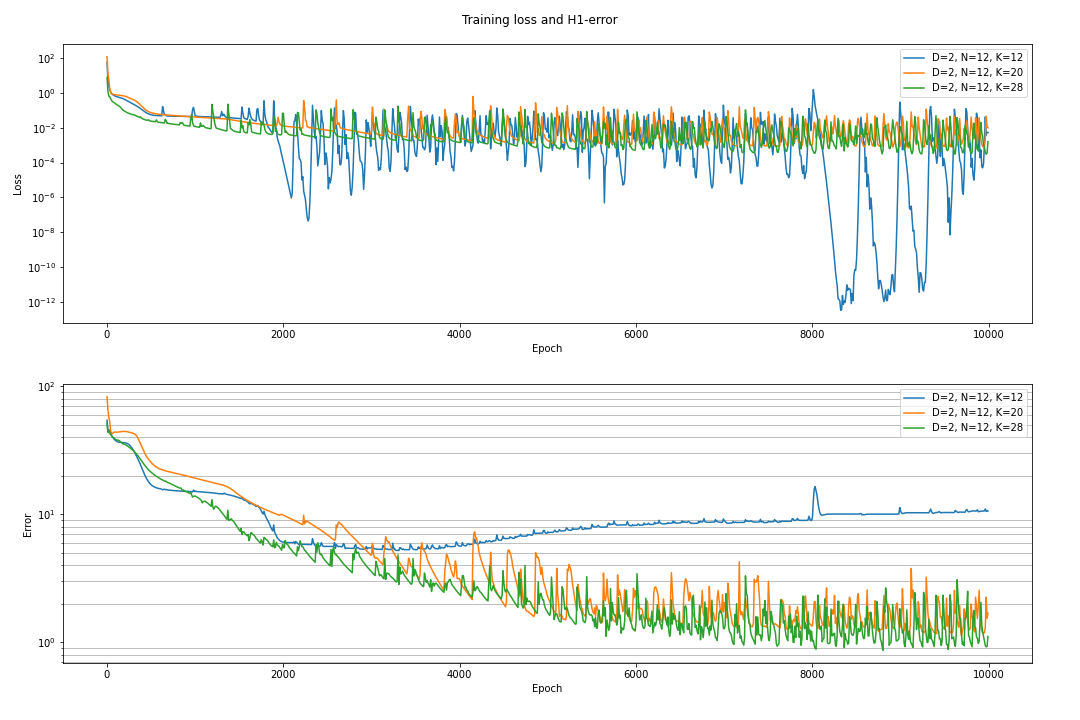 Training loss and H1-error
10^2
10^0
10^-2
10^-4
10^-6
10^-8
10^-10
10^-12
Loss
D=2, N=12, K=12
D=2, N=12, K=20
D=2, N=12, K=28
0 2000 4000 6000 8000 10000
Epoch
10^2
10^1
10^0
Error
D=2, N=12, K=12
D=2, N=12, K=20
D=2, N=12, K=28
0 2000 4000 6000 8000 10000
Epoch